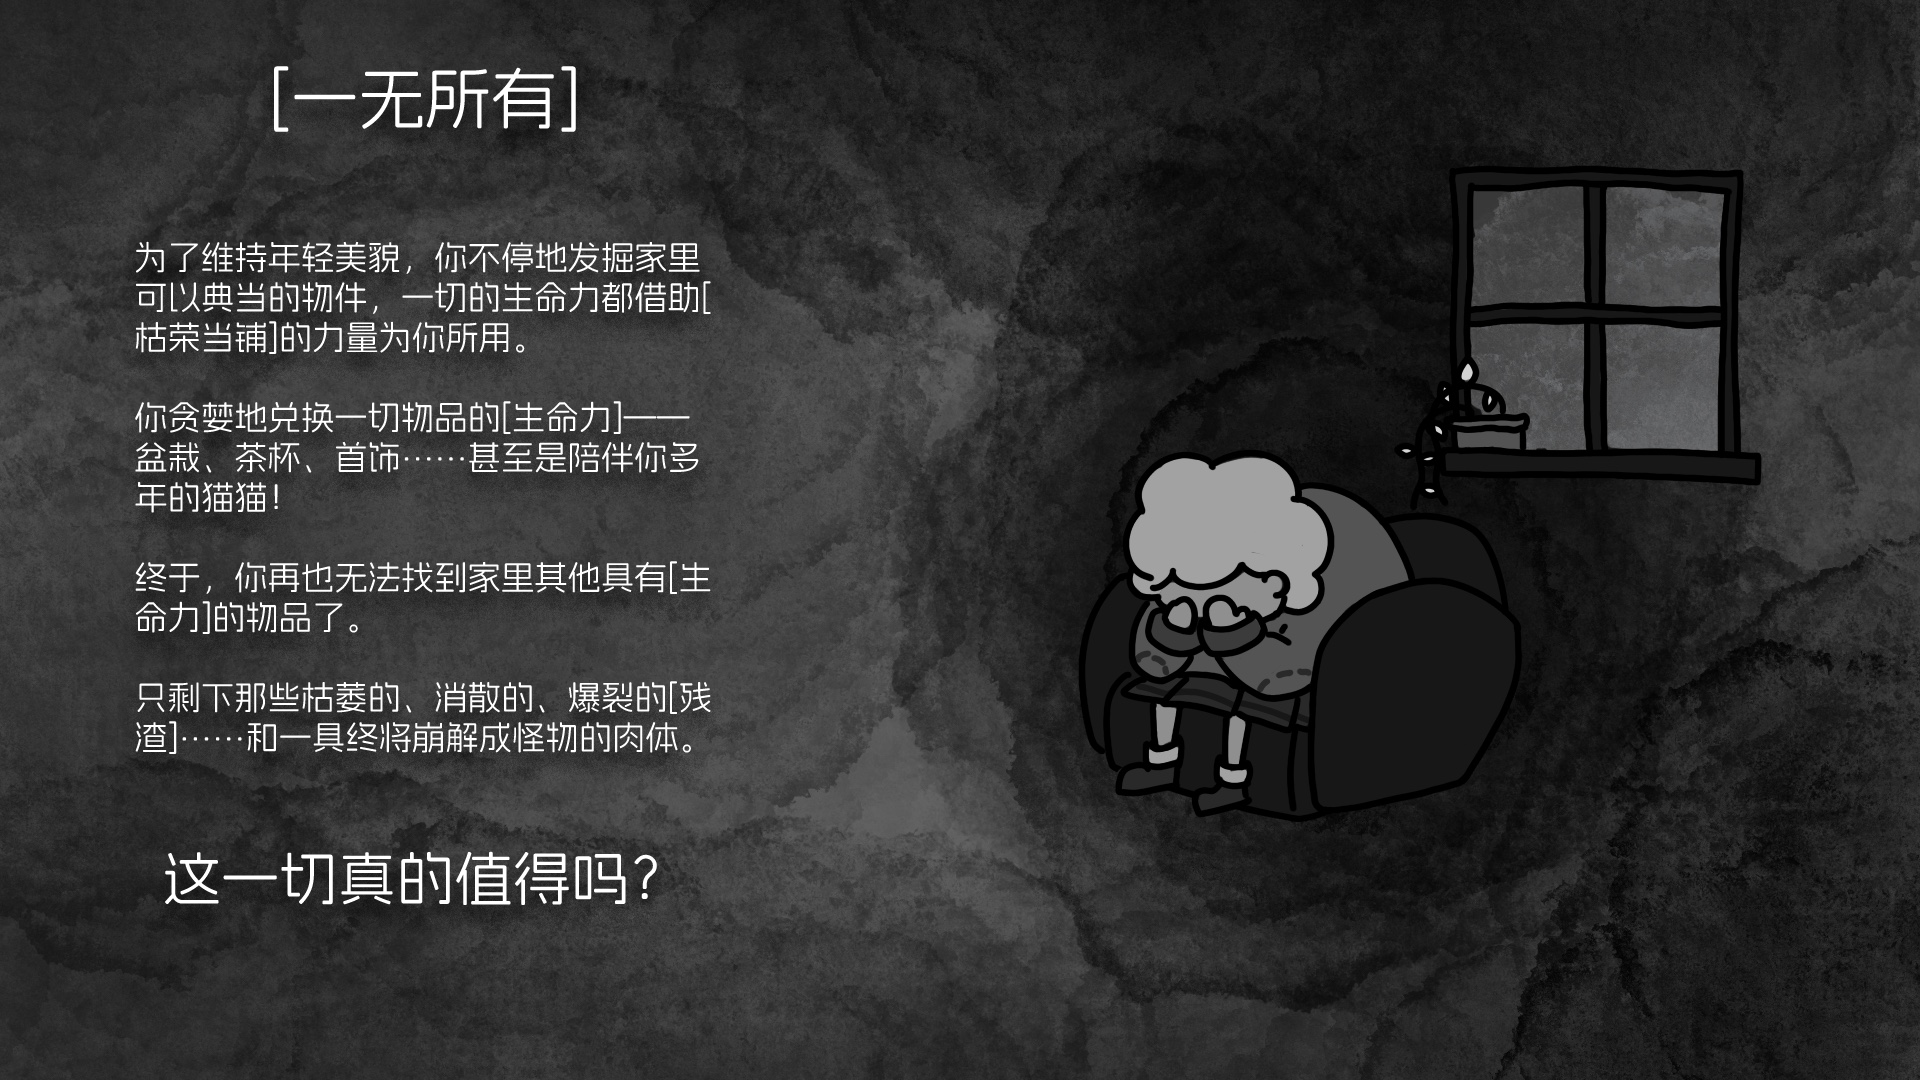 [一无所有]
为了维持年轻美貌，你不停地发掘家里
可以典当的物件，一切的生命力都借助[
枯荣当铺]的力量为你所用。
你贪婪地兑换一切物品的[生命力]——
盆栽、茶杯、首饰……甚至是陪伴你多
年的猫猫！
终于，你再也无法找到家里其他具有[生
命力]的物品了。
只剩下那些枯萎的、消散的、爆裂的[残
渣]……和一具终将崩解成怪物的肉体。
这一切真的值得吗？